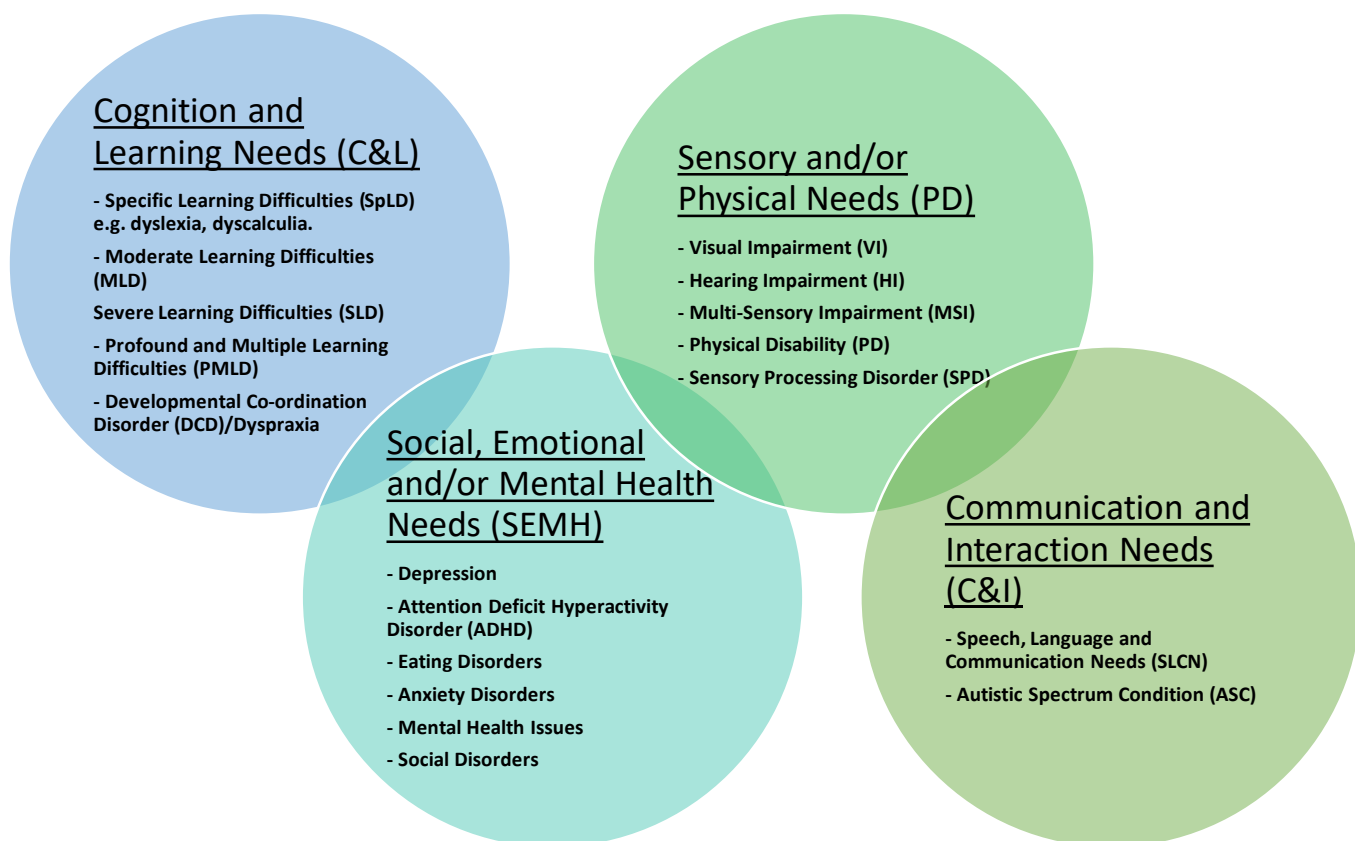 Cognition and
Learning Needs (C&L)
- Specific Learning Difficulties (SpLD)
e.g. dyslexia, dyscalculia.
- Moderate Learning Difficulties
(MLD)
Severe Learning Difficulties (SLD)
- Profound and Multiple Learning
Difficulties (PMLD)
- Developmental Co-ordination
Disorder (DCD)/Dyspraxia
Social, Emotional
and/or Mental Health
Needs (SEMH)
- Depression
- Attention Deficit Hyperactivity
Disorder (ADHD)
- Eating Disorders
- Anxiety Disorders
- Mental Health Issues
- Social Disorders
Sensory and/or
Physical Needs (PD)
- Visual Impairment (VI)
- Hearing Impairment (HI)
- Multi-Sensory Impairment (MSI)
- Physical Disability (PD)
- Sensory Processing Disorder (SPD)
Communication and
Interaction Needs
(C&I)
- Speech, Language and
Communication Needs (SLCN)
- Autistic Spectrum Condition (ASC)